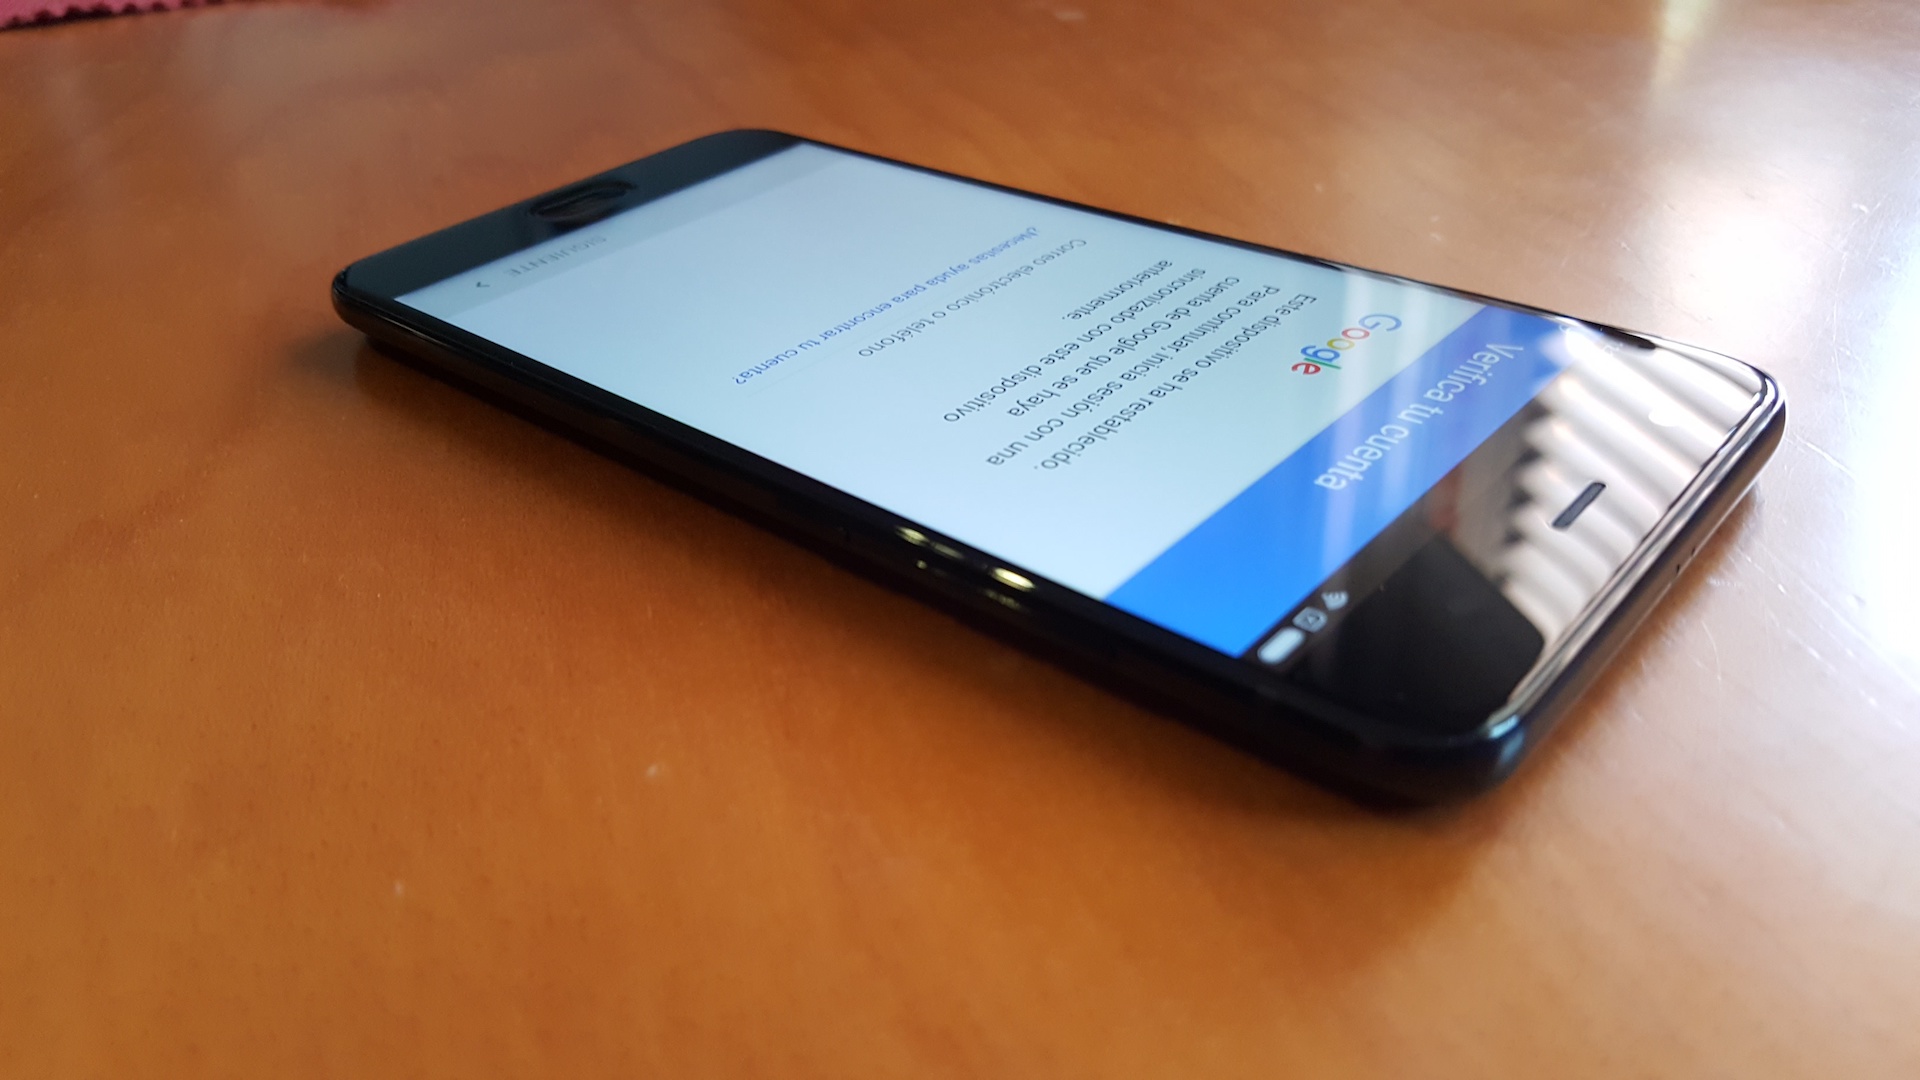 Verifica tu cuenta
Google
Este dispositivo se ha restablecido.
Para continuar, inicia sesión con una
cuenta de Google que se haya
sincronizado con este dispositivo
anteriormente.
Correo electrónico o teléfono
¿Necesitas ayuda para encontrar tu cuenta?
SIGUIENTE